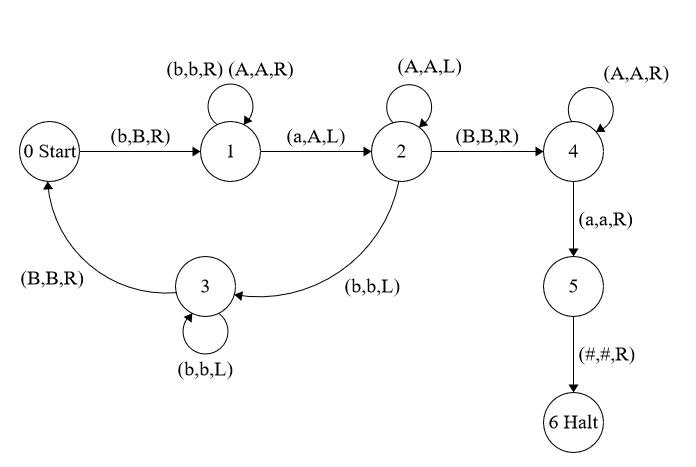 (b,b,R) (A,A,R)
(A,A,L)
(A,A,R)
0 Start
(b,B,R)
1
(a,A,L)
2
(B,B,R)
4
(a,a,R)
(B,B,R)
3
(b,b,L)
5
(b,b,L)
(#,#,R)
6 Halt